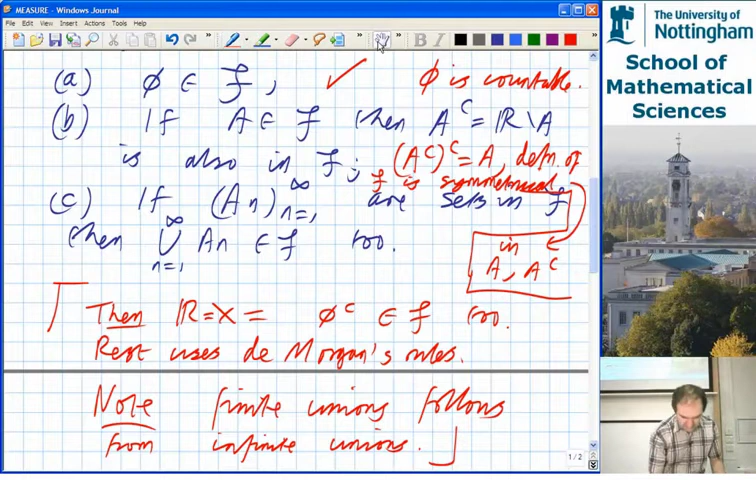 MEASURE - Windows Journal
File Edit View Insert Actions Tools Help
(a) φ ∈ F, ✓ φ is countable.
(b) If A ∈ F then A^C = ℝ\A
is also in F; (A^C)^C = A, defn. of
F is symmetrical
(c) If (An)_{n=1}^∞ are sets in F
then ⋃_{n=1}^∞ An ∈ F too.
in
A, A^C
Then ℝ = X = φ^C ∈ F too.
Rest uses de Morgan's rules.
Note finite unions follows
from infinite unions.
1/2
The University of
Nottingham
School of
Mathematical
Sciences